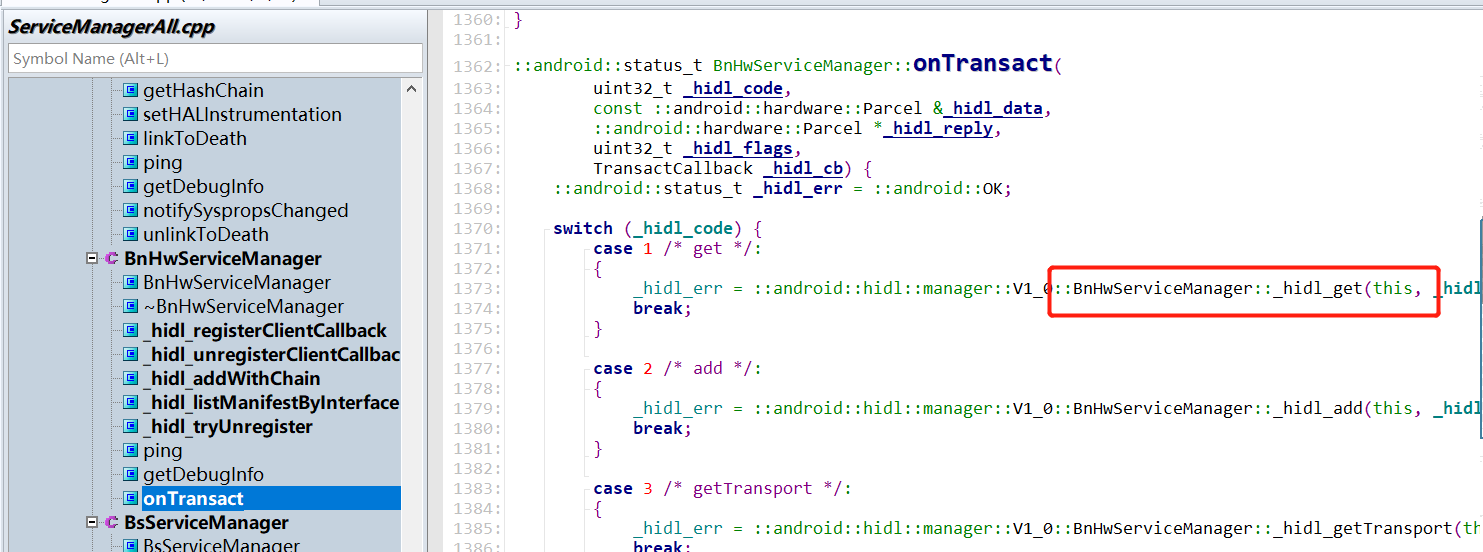 ServiceManagerAll.cpp
Symbol Name (Alt+L)
getHashChain
setHALInstrumentation
linkToDeath
ping
getDebugInfo
notifySyspropsChanged
unlinkToDeath
BnHwServiceManager
BnHwServiceManager
~BnHwServiceManager
_hidl_registerClientCallback
_hidl_unregisterClientCallbac
_hidl_addWithChain
_hidl_listManifestByInterface
_hidl_tryUnregister
ping
getDebugInfo
onTransact
BsServiceManager
BsServiceManager
1360: }
1361:
1362: ::android::status_t BnHwServiceManager::onTransact(
1363: uint32_t _hidl_code,
1364: const ::android::hardware::Parcel &_hidl_data,
1365: ::android::hardware::Parcel *_hidl_reply,
1366: uint32_t _hidl_flags,
1367: TransactCallback _hidl_cb) {
1368: ::android::status_t _hidl_err = ::android::OK;
1369:
1370: switch (_hidl_code) {
1371: case 1 /* get */:
1372: {
1373: _hidl_err = ::android::hidl::manager::V1_0::BnHwServiceManager::_hidl_get(this, _hidl
1374: break;
1375: }
1376:
1377: case 2 /* add */:
1378: {
1379: _hidl_err = ::android::hidl::manager::V1_0::BnHwServiceManager::_hidl_add(this, _hidl
1380: break;
1381: }
1382:
1383: case 3 /* getTransport */:
1384: {
1385: _hidl_err = ::android::hidl::manager::V1_0::BnHwServiceManager::_hidl_getTransport(th
1386: break;